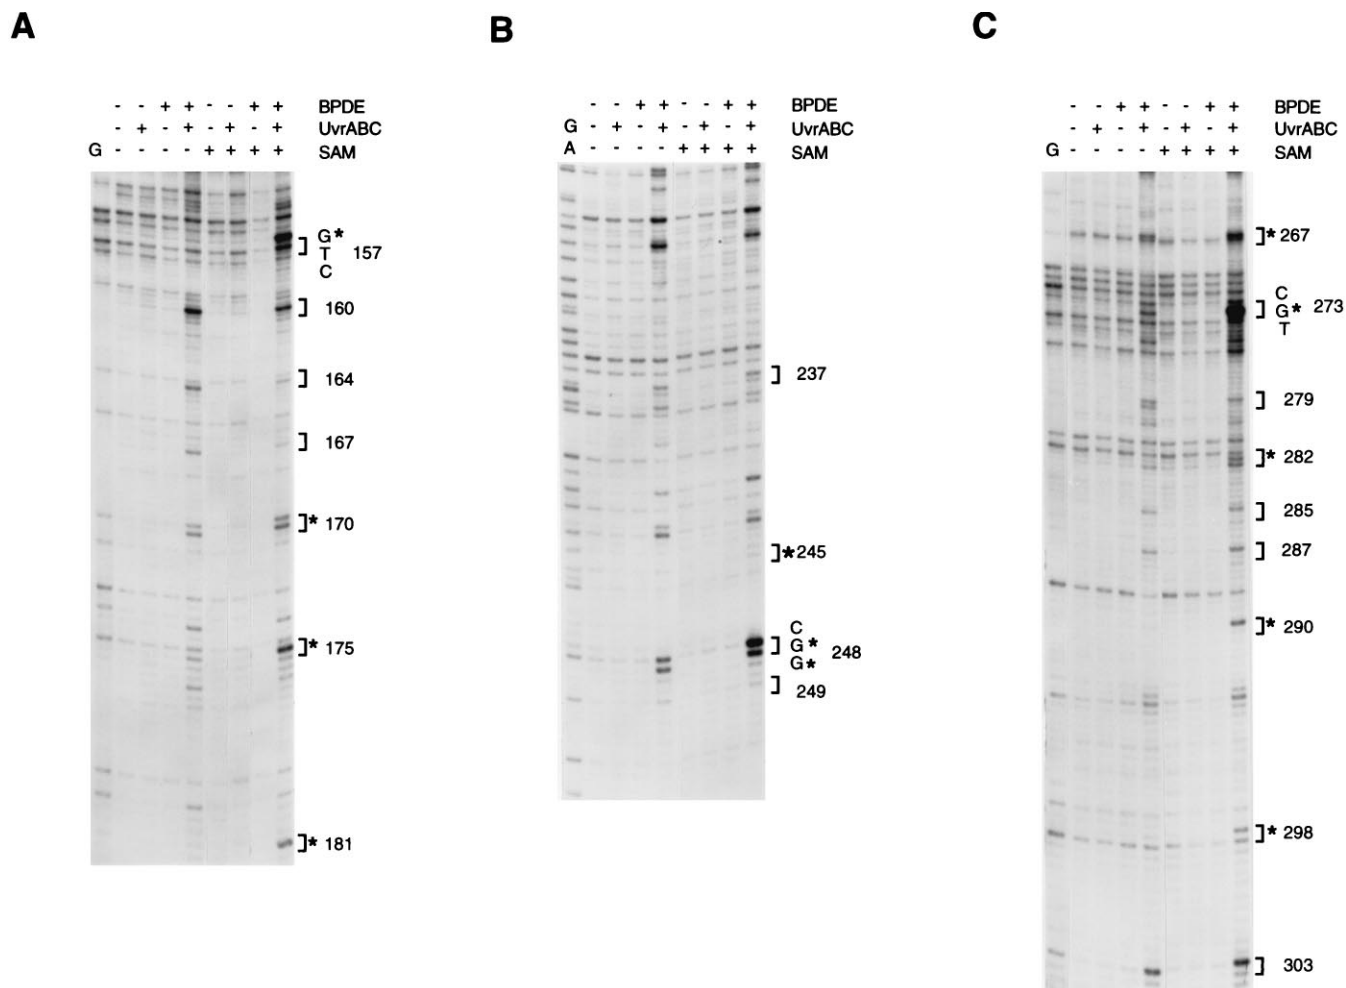 A
- - + + - - + + BPDE
- + - + - + - + UvrABC
G - - - - + + + + SAM
G*
T 157
C
160
164
167
* 170
* 175
* 181
B
- - + + - - + + BPDE
G - + - + - + - + UvrABC
A - - - - + + + + SAM
237
* 245
C
G*
G* 248
249
C
- - + + - - + + BPDE
- + - + - + - + UvrABC
G - - - - + + + + SAM
* 267
C
G* 273
T
279
* 282
285
287
* 290
* 298
303